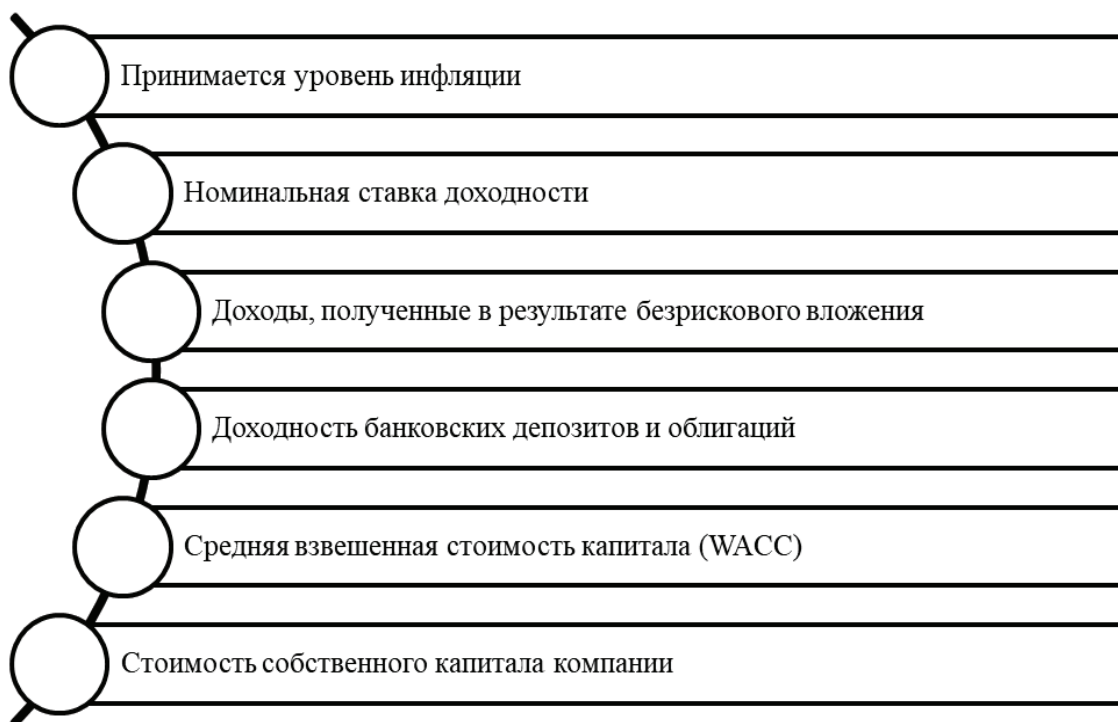 Принимается уровень инфляции
Номинальная ставка доходности
Доходы, полученные в результате безрискового вложения
Доходность банковских депозитов и облигаций
Средняя взвешенная стоимость капитала (WACC)
Стоимость собственного капитала компании